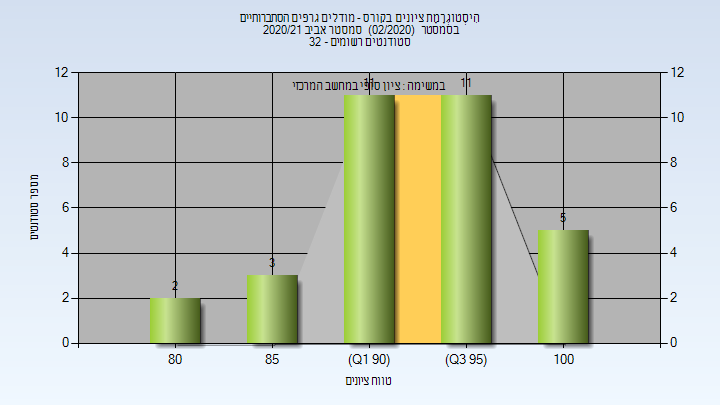 היסטוגרמת ציונים בקורס - מודלים גרפים הסתברותיים
בסמסטר (02/2020) סמסטר אביב 2020/21
סטודנטים רשומים - 32
במשימה : ציון סופי במחשב המרכזי
12 12
10 10
8 8
6 6
4 4
2 2
0 0
2 3 11 11 5
מספר סטודנטים
80 85 (Q1 90) (Q3 95) 100
טווח ציונים